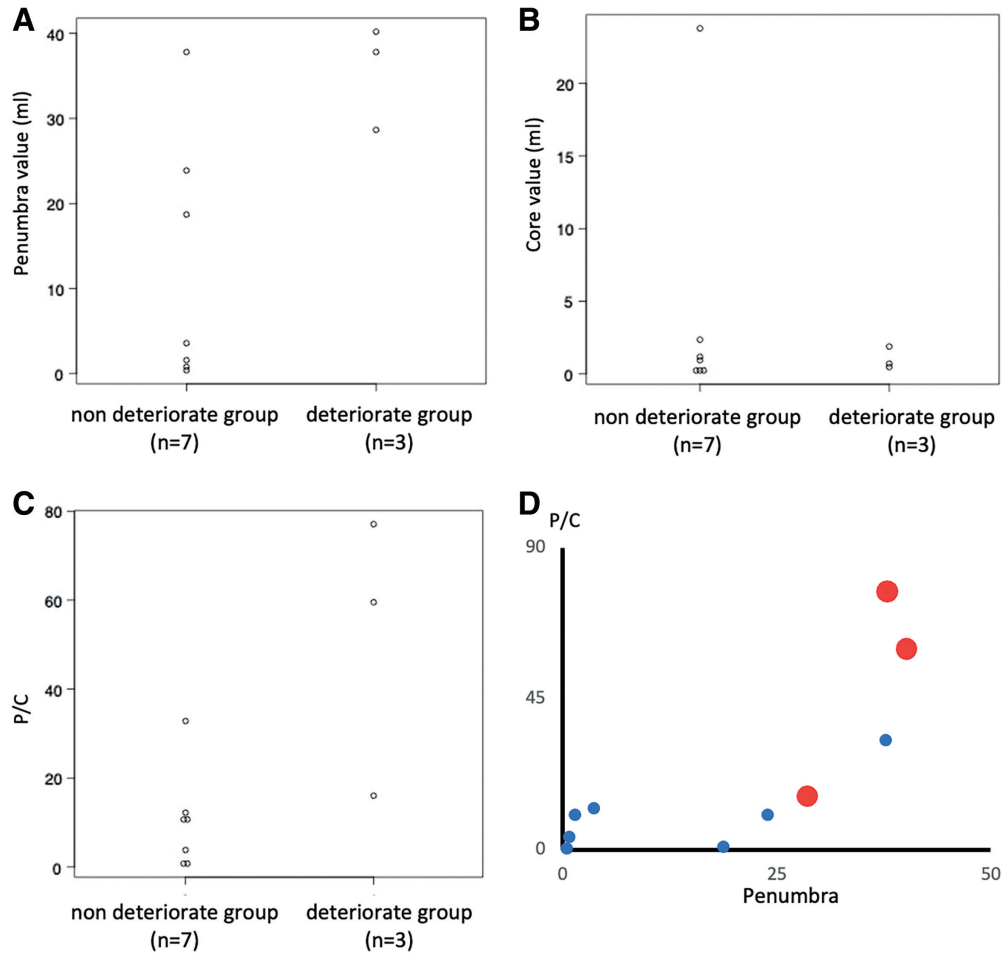 A
Penumbra value (ml)
40
30
20
10
0
non deteriorate group
(n=7)
deteriorate group
(n=3)
B
Core value (ml)
20
15
10
5
0
non deteriorate group
(n=7)
deteriorate group
(n=3)
C
P/C
80
60
40
20
0
non deteriorate group
(n=7)
deteriorate group
(n=3)
D
P/C
90
45
0
0
25
50
Penumbra